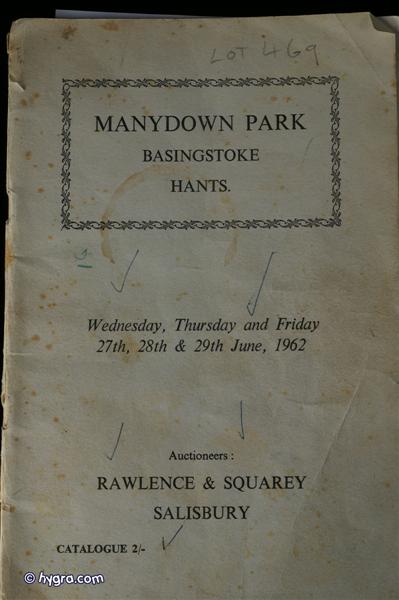 LOT 469
MANYDOWN PARK
BASINGSTOKE
HANTS.
Wednesday, Thursday and Friday
27th, 28th & 29th June, 1962
Auctioneers :
RAWLENCE & SQUAREY
SALISBURY
CATALOGUE 2/-
© hygra.com